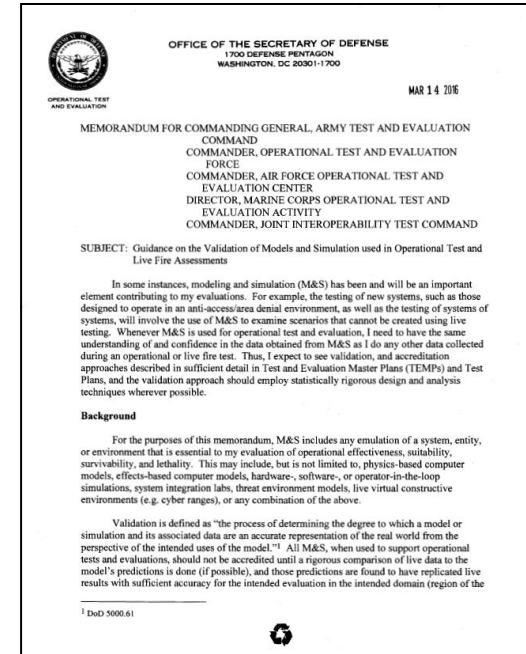 OFFICE OF THE SECRETARY OF DEFENSE
1700 DEFENSE PENTAGON
WASHINGTON, DC 20301-1700
OPERATIONAL TEST
AND EVALUATION
MAR 14 2016
MEMORANDUM FOR COMMANDING GENERAL, ARMY TEST AND EVALUATION
COMMAND
COMMANDER, OPERATIONAL TEST AND EVALUATION
FORCE
COMMANDER, AIR FORCE OPERATIONAL TEST AND
EVALUATION CENTER
DIRECTOR, MARINE CORPS OPERATIONAL TEST AND
EVALUATION ACTIVITY
COMMANDER, JOINT INTEROPERABILITY TEST COMMAND
SUBJECT: Guidance on the Validation of Models and Simulation used in Operational Test and
Live Fire Assessments
In some instances, modeling and simulation (M&S) has been and will be an important
element contributing to my evaluations. For example, the testing of new systems, such as those
designed to operate in an anti-access/area denial environment, as well as the testing of systems of
systems, will involve the use of M&S to examine scenarios that cannot be created using live
testing. Whenever M&S is used for operational test and evaluation, I need to have the same
understanding of and confidence in the data obtained from M&S as I do any other data collected
during an operational or live fire test. Thus, I expect to see validation, and accreditation
approaches described in sufficient detail in Test and Evaluation Master Plans (TEMPs) and Test
Plans, and the validation approach should employ statistically rigorous design and analysis
techniques wherever possible.
Background
For the purposes of this memorandum, M&S includes any emulation of a system, entity,
or environment that is essential to my evaluation of operational effectiveness, suitability,
survivability, and lethality. This may include, but is not limited to, physics-based computer
models, effects-based computer models, hardware-, software-, or operator-in-the-loop
simulations, system integration labs, threat environment models, live virtual constructive
environments (e.g. cyber ranges), or any combination of the above.
Validation is defined as “the process of determining the degree to which a model or
simulation and its associated data are an accurate representation of the real world from the
perspective of the intended uses of the model.”1 All M&S, when used to support operational
tests and evaluations, should not be accredited until a rigorous comparison of live data to the
model's predictions is done (if possible), and those predictions are found to have replicated live
results with sufficient accuracy for the intended evaluation in the intended domain (region of the
1 DoD 5000.61